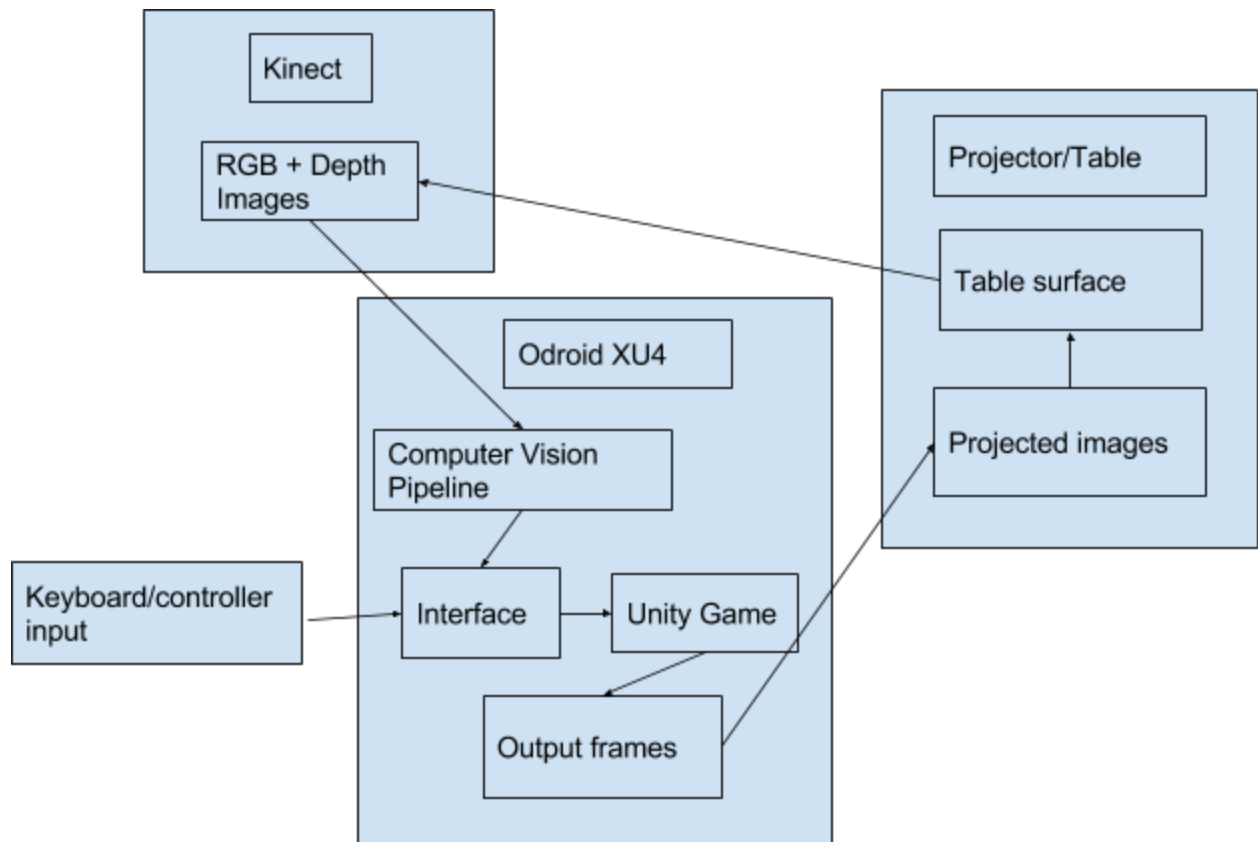 Kinect
RGB + Depth
Images
Projector/Table
Table surface
Projected images
Odroid XU4
Computer Vision
Pipeline
Keyboard/controller
input
Interface
Unity Game
Output frames